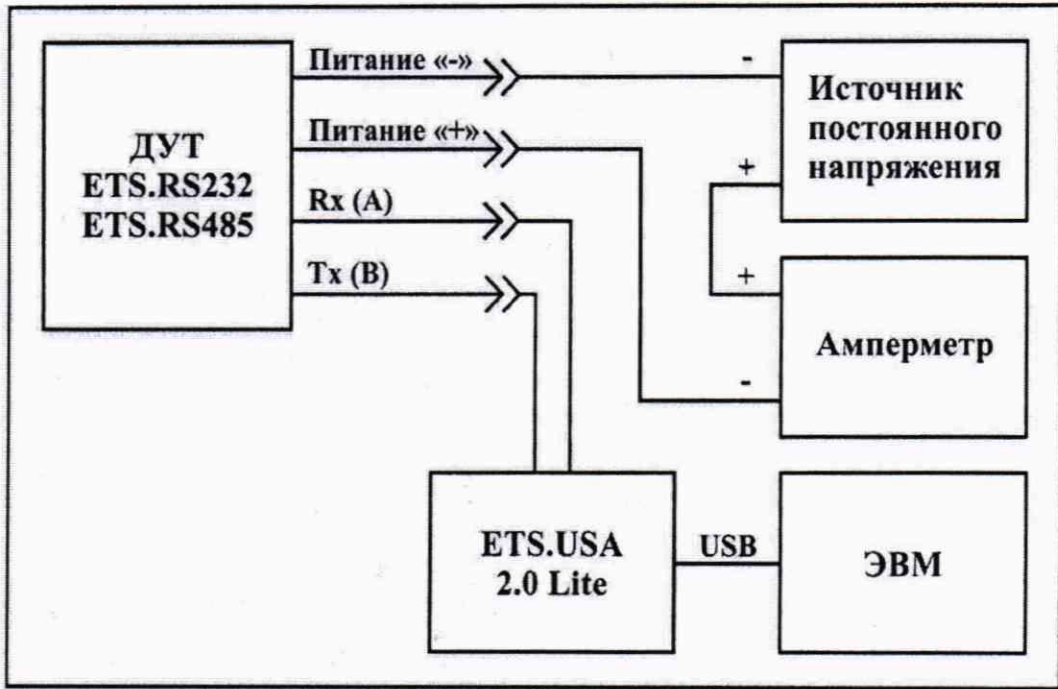 Питание «-»
-
Источник
постоянного
напряжения
ДУТ
ETS.RS232
ETS.RS485
Питание «+»
+
Rx (A)
Tx (B)
+
Амперметр
-
ETS.USA
2.0 Lite
USB
ЭВМ